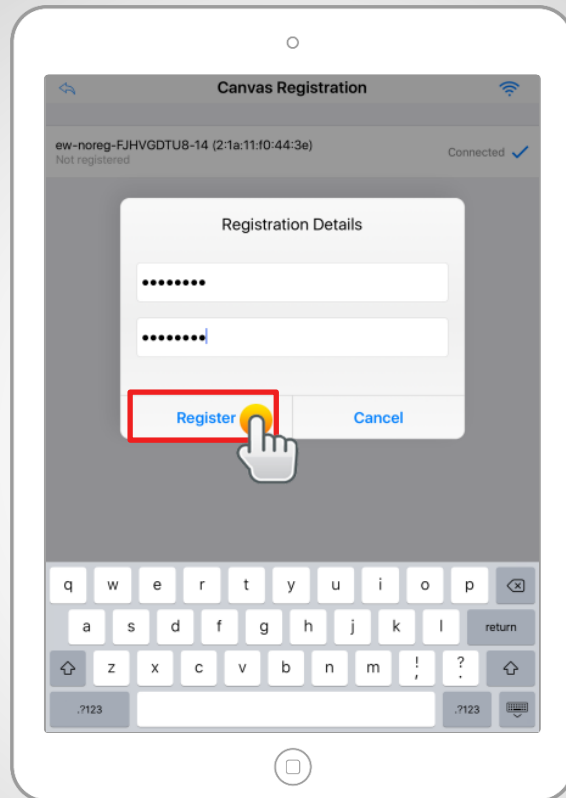 Canvas Registration
ew-noreg-FJHVGDTU8-14 (2:1a:11:f0:44:3e)
Not registered
Connected
Registration Details
••••••••
••••••••
Register
Cancel
q w e r t y u i o p
a s d f g h j k l return
z x c v b n m ! , ? .
.?123 .?123